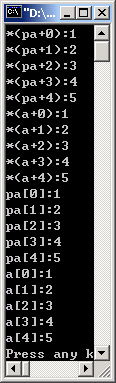 "D:\
*(pa+0):1
*(pa+1):2
*(pa+2):3
*(pa+3):4
*(pa+4):5
*(a+0):1
*(a+1):2
*(a+2):3
*(a+3):4
*(a+4):5
pa[0]:1
pa[1]:2
pa[2]:3
pa[3]:4
pa[4]:5
a[0]:1
a[1]:2
a[2]:3
a[3]:4
a[4]:5
Press any k